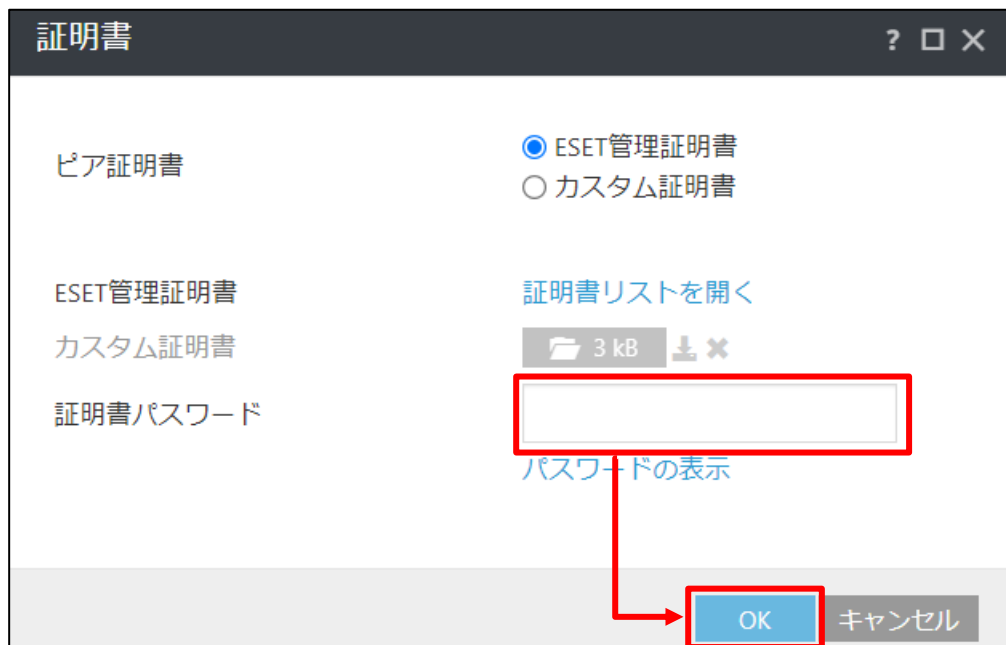 証明書
?
ピア証明書
ESET管理証明書
カスタム証明書
ESET管理証明書
証明書リストを開く
カスタム証明書
3 kB
証明書パスワード
パスワードの表示
OK
キャンセル